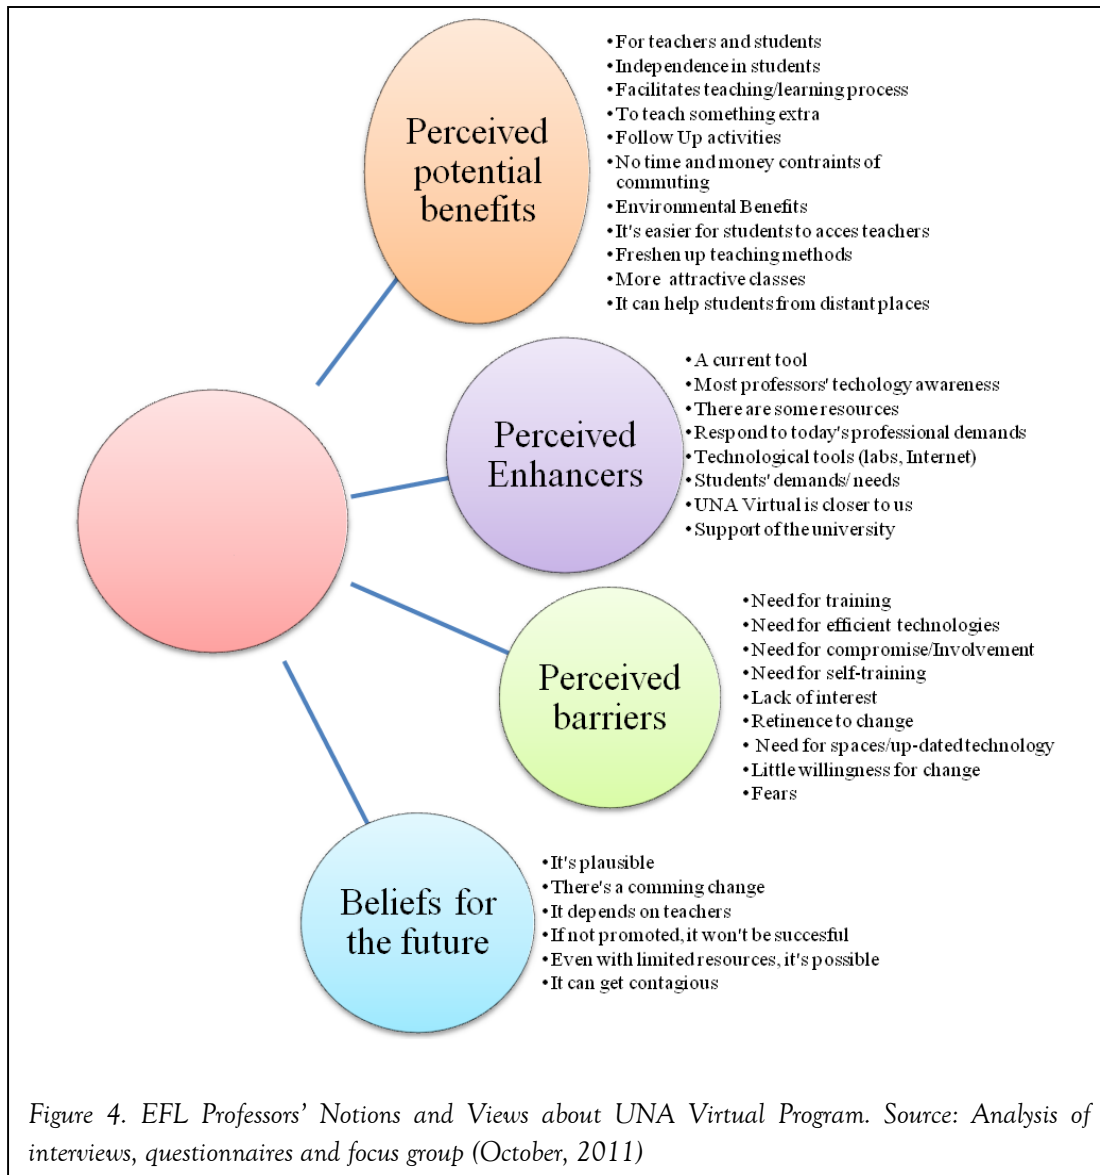 Perceived
potential
benefits
•For teachers and students
•Independence in students
•Facilitates teaching/learning process
•To teach something extra
•Follow Up activities
•No time and money contraints of
commuting
•Environmental Benefits
•It's easier for students to acces teachers
•Freshen up teaching methods
•More attractive classes
•It can help students from distant places
Perceived
Enhancers
•A current tool
•Most professors' techology awareness
•There are some resources
•Respond to today's professional demands
•Technological tools (labs, Internet)
•Students' demands/ needs
•UNA Virtual is closer to us
•Support of the university
Perceived
barriers
•Need for training
•Need for efficient technologies
•Need for compromise/Involvement
•Need for self-training
•Lack of interest
•Retinence to change
• Need for spaces/up-dated technology
•Little willingness for change
•Fears
Beliefs for
the future
•It's plausible
•There's a comming change
•It depends on teachers
•If not promoted, it won't be succesful
•Even with limited resources, it's possible
•It can get contagious
Figure 4. EFL Professors' Notions and Views about UNA Virtual Program. Source: Analysis of
interviews, questionnaires and focus group (October, 2011)